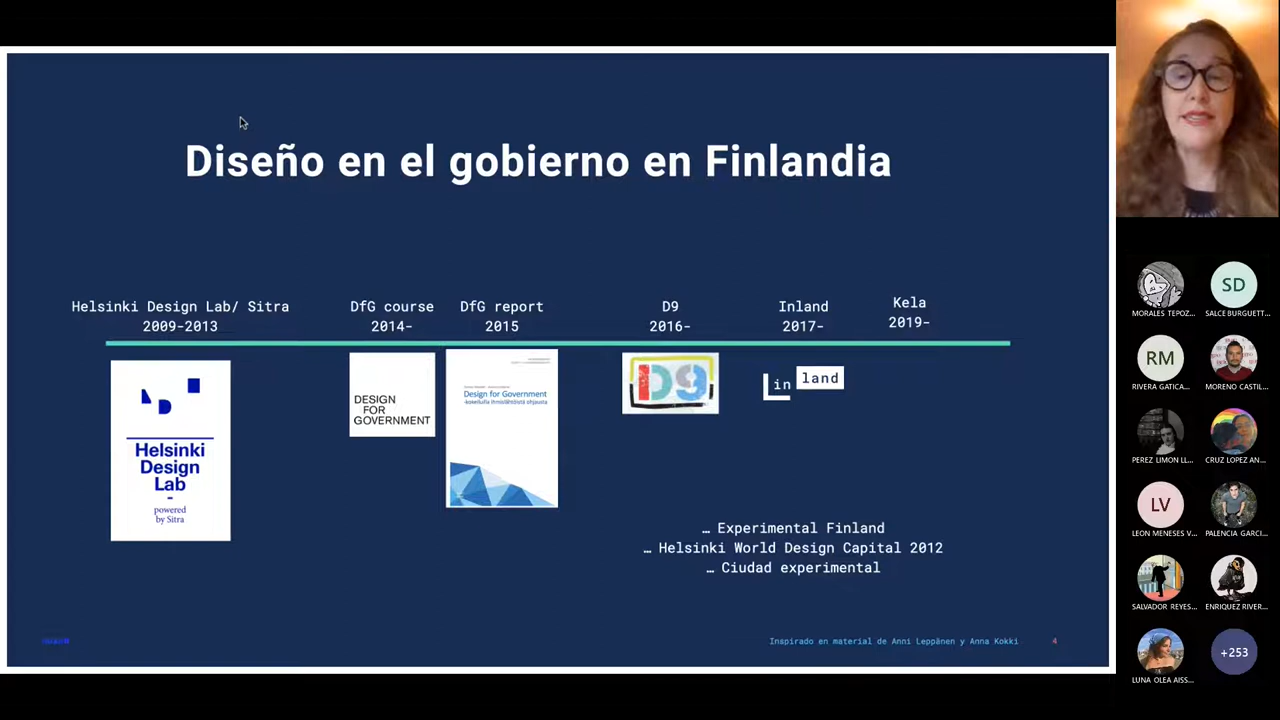 Diseño en el gobierno en Finlandia
Helsinki Design Lab/ Sitra
2009-2013
DfG course
2014-
DfG report
2015
D9
2016-
Inland
2017-
Kela
2019-
Helsinki
Design
Lab
-
powered
by Sitra
DESIGN
FOR
GOVERNMENT
Design for Government
D9
in land
… Experimental Finland
… Helsinki World Design Capital 2012
… Ciudad experimental
Inspirado en material de Anni Leppänen y Anna Kokki
4
MORALES TEPOZ...
SD
SALCE BURGUETT...
RM
RIVERA GATICA...
MORENO CASTIL...
PEREZ LIMON LL...
CRUZ LOPEZ AN...
LV
LEON MENESES V...
PALENCIA GARCI...
SALVADOR REYES...
ENRIQUEZ RIVER...
LUNA OLEA AISS...
+253